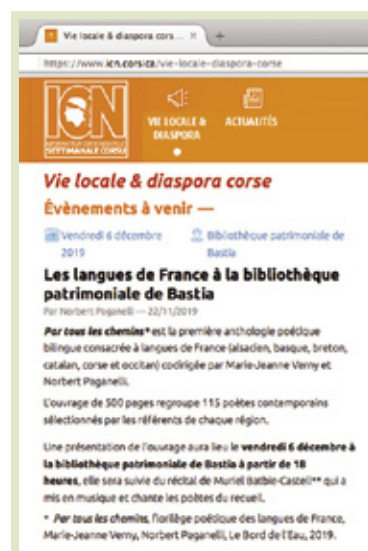 Vie locale & diaspora cors...
https://www.icn.corsica/vie-locale-diaspora-corse
ICN
SETTIMANALE CORSU
VIE LOCALE &
DIASPORA
ACTUALITÉS
Vie locale & diaspora corse
Évènements à venir —
Vendredi 6 décembre
2019
Bibliothèque patrimoniale de
Bastia
Les langues de France à la bibliothèque
patrimoniale de Bastia
Par Norbert Paganelli — 22/11/2019
Par tous les chemins* est la première anthologie poétique
bilingue consacrée à langues de France (alsacien, basque, breton,
catalan, corse et occitan) codirigée par Marie-Jeanne Verny et
Norbert Paganelli.
L'ouvrage de 500 pages regroupe 115 poètes contemporains
sélectionnés par les référents de chaque région.
Une présentation de l'ouvrage aura lieu le vendredi 6 décembre à
la bibliothèque patrimoniale de Bastia à partir de 18
heures, elle sera suivie du récital de Muriel Batbie-Castell** qui a
mis en musique et chante les poètes du recueil.
* Par tous les chemins, florilège poétique des langues de France,
Marie-Jeanne Verny, Norbert Paganelli, Le Bord de l'Eau, 2019.